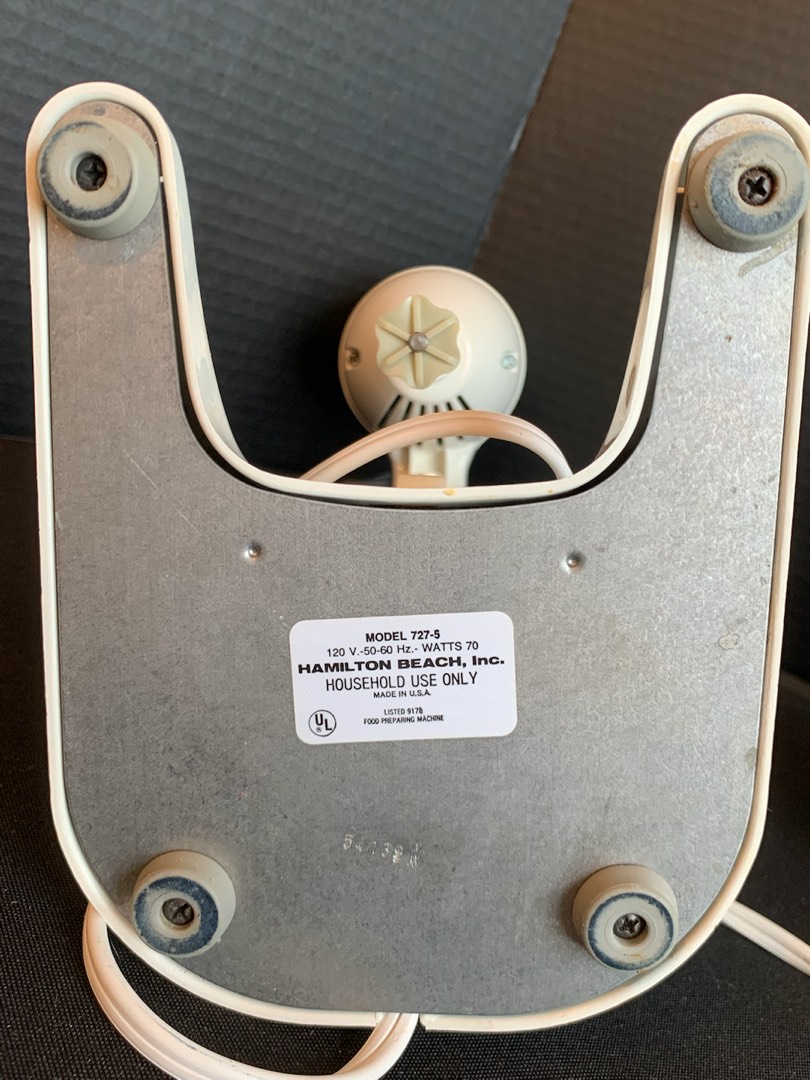 MODEL 727-5
120 V.-50-60 Hz.- WATTS 70
HAMILTON BEACH, Inc.
HOUSEHOLD USE ONLY
MADE IN U.S.A.
LISTED 917B
FOOD PREPARING MACHINE
UL